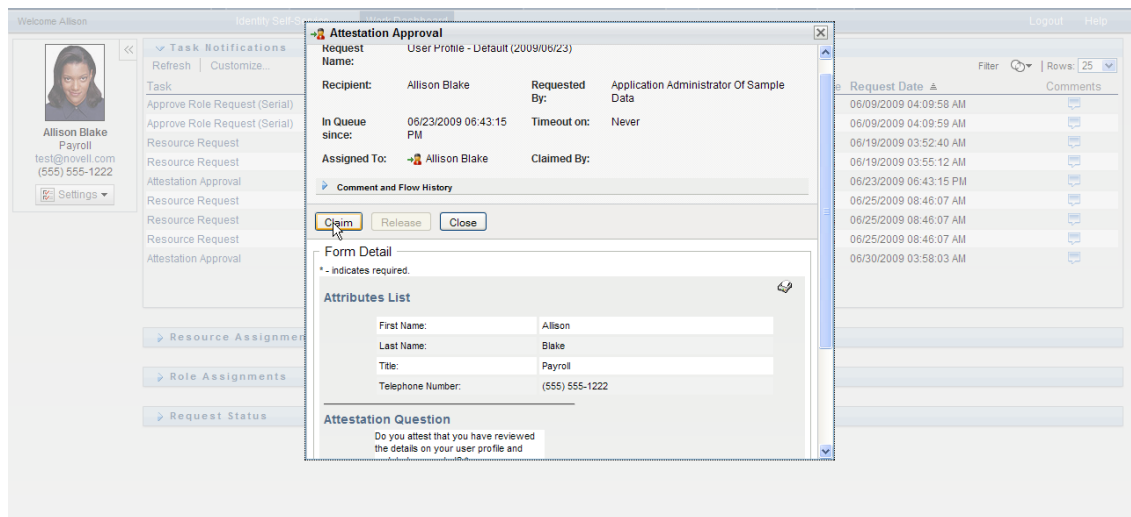 Welcome Allison
Identity Self-S
Work Dashboard
Logout Help
Allison Blake
Payroll
test@novell.com
(555) 555-1222
Settings
Task Notifications
Refresh | Customize...
Filter | Rows: 25
Task
Request Date
Comments
Approve Role Request (Serial)
06/09/2009 04:09:58 AM
Approve Role Request (Serial)
06/09/2009 04:09:59 AM
Resource Request
06/19/2009 03:52:40 AM
Resource Request
06/19/2009 03:55:12 AM
Attestation Approval
06/23/2009 06:43:15 PM
Resource Request
06/25/2009 08:46:07 AM
Resource Request
06/25/2009 08:46:07 AM
Resource Request
06/25/2009 08:46:07 AM
Attestation Approval
06/30/2009 03:58:03 AM
Resource Assignmen
Role Assignments
Request Status
Attestation Approval
Request Name: User Profile - Default (2009/06/23)
Recipient: Allison Blake
Requested By: Application Administrator Of Sample Data
In Queue since: 06/23/2009 06:43:15 PM
Timeout on: Never
Assigned To: Allison Blake
Claimed By:
Comment and Flow History
Claim Release Close
Form Detail
* - indicates required.
Attributes List
First Name: Allison
Last Name: Blake
Title: Payroll
Telephone Number: (555) 555-1222
Attestation Question
Do you attest that you have reviewed
the details on your user profile and